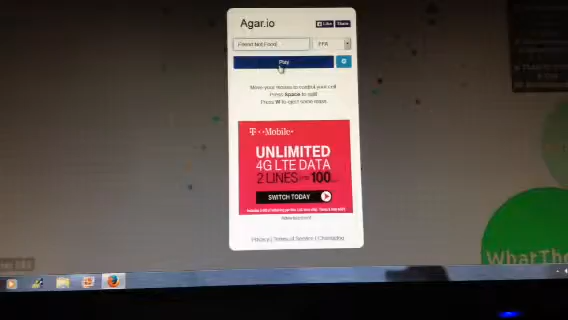 Agar.io
Like Share
Friend Not Food
FFA
Play
Move your mouse to control your cell
Press Space to split
Press W to eject some mass
T-Mobile
UNLIMITED
4G LTE DATA
2 LINES 100
SWITCH TODAY
Advertisement
Privacy | Terms of Service | Changelog
WhatThe